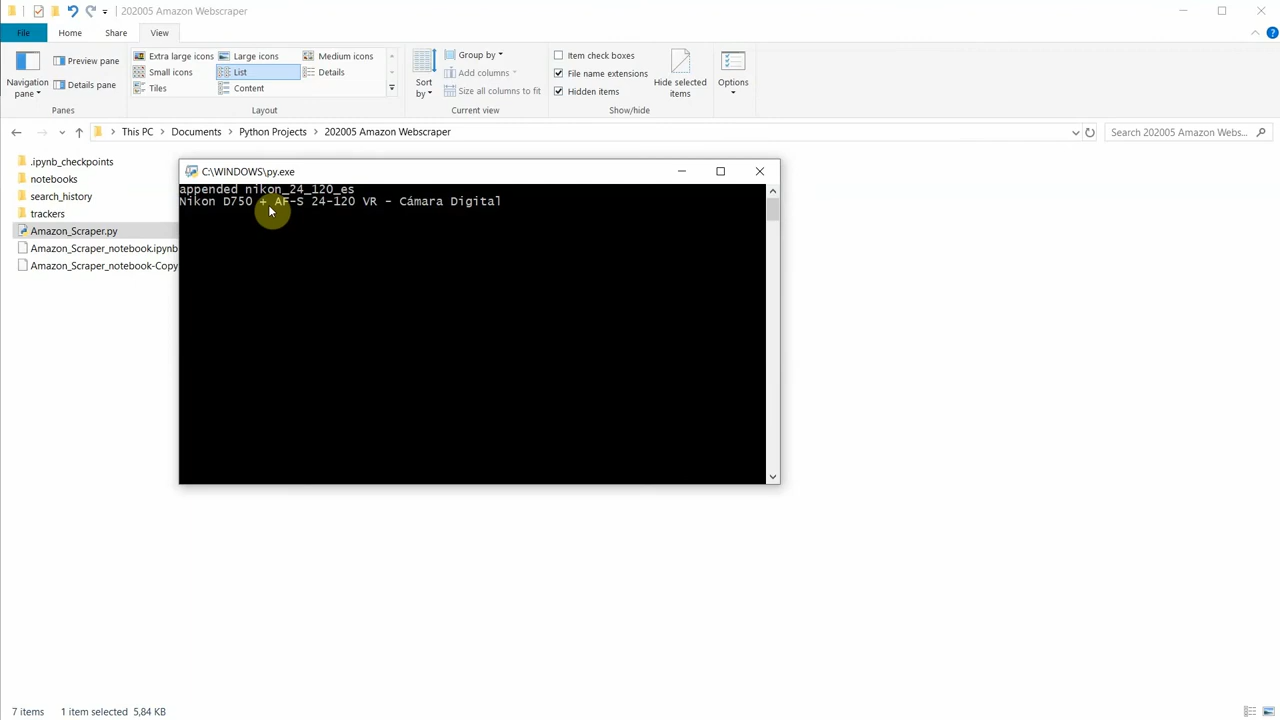 202005 Amazon Webscraper
File
Home
Share
View
Navigation pane
Preview pane
Details pane
Panes
Extra large icons
Large icons
Medium icons
Small icons
List
Details
Tiles
Content
Layout
Sort by
Group by
Add columns
Size all columns to fit
Current view
Item check boxes
File name extensions
Hidden items
Hide selected items
Show/hide
Options
This PC > Documents > Python Projects > 202005 Amazon Webscraper
Search 202005 Amazon Webs...
.ipynb_checkpoints
notebooks
search_history
trackers
Amazon_Scraper.py
Amazon_Scraper_notebook.ipynb
Amazon_Scraper_notebook-Copy
C:\WINDOWS\py.exe
appended nikon_24_120_es
Nikon D750 + AF-S 24-120 VR - Cámara Digital
7 items
1 item selected 5,84 KB